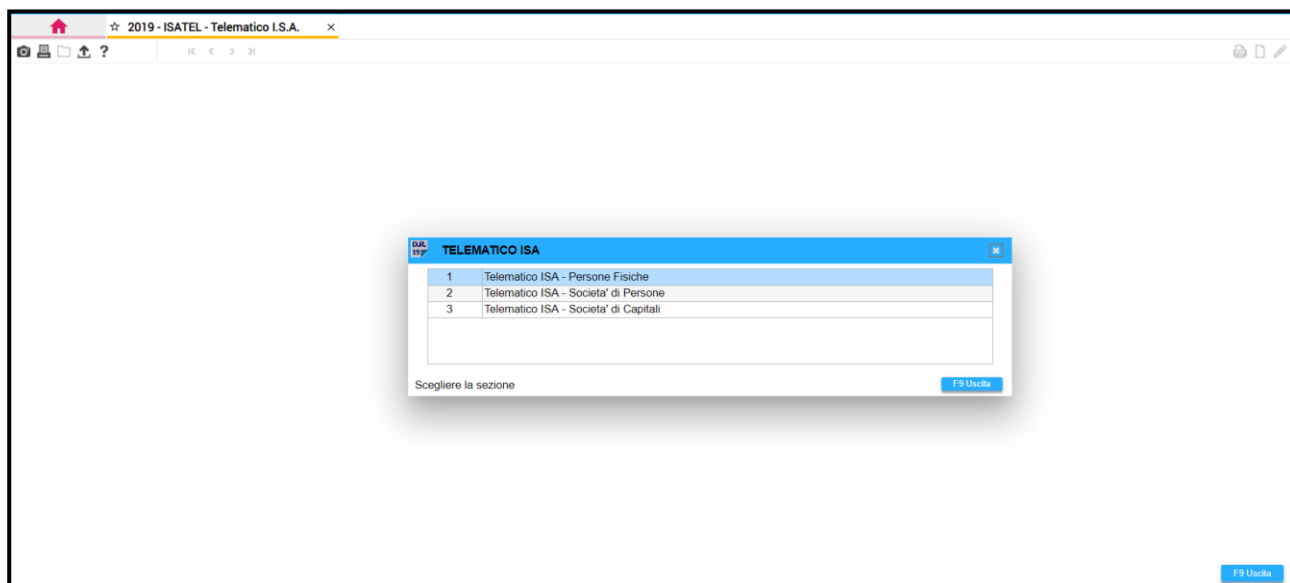 ☆ 2019 - ISATEL - Telematico I.S.A. ×
?
D.R.
19
TELEMATICO ISA
1 Telematico ISA - Persone Fisiche
2 Telematico ISA - Societa' di Persone
3 Telematico ISA - Societa' di Capitali
Scegliere la sezione
F9 Uscita
F9 Uscita